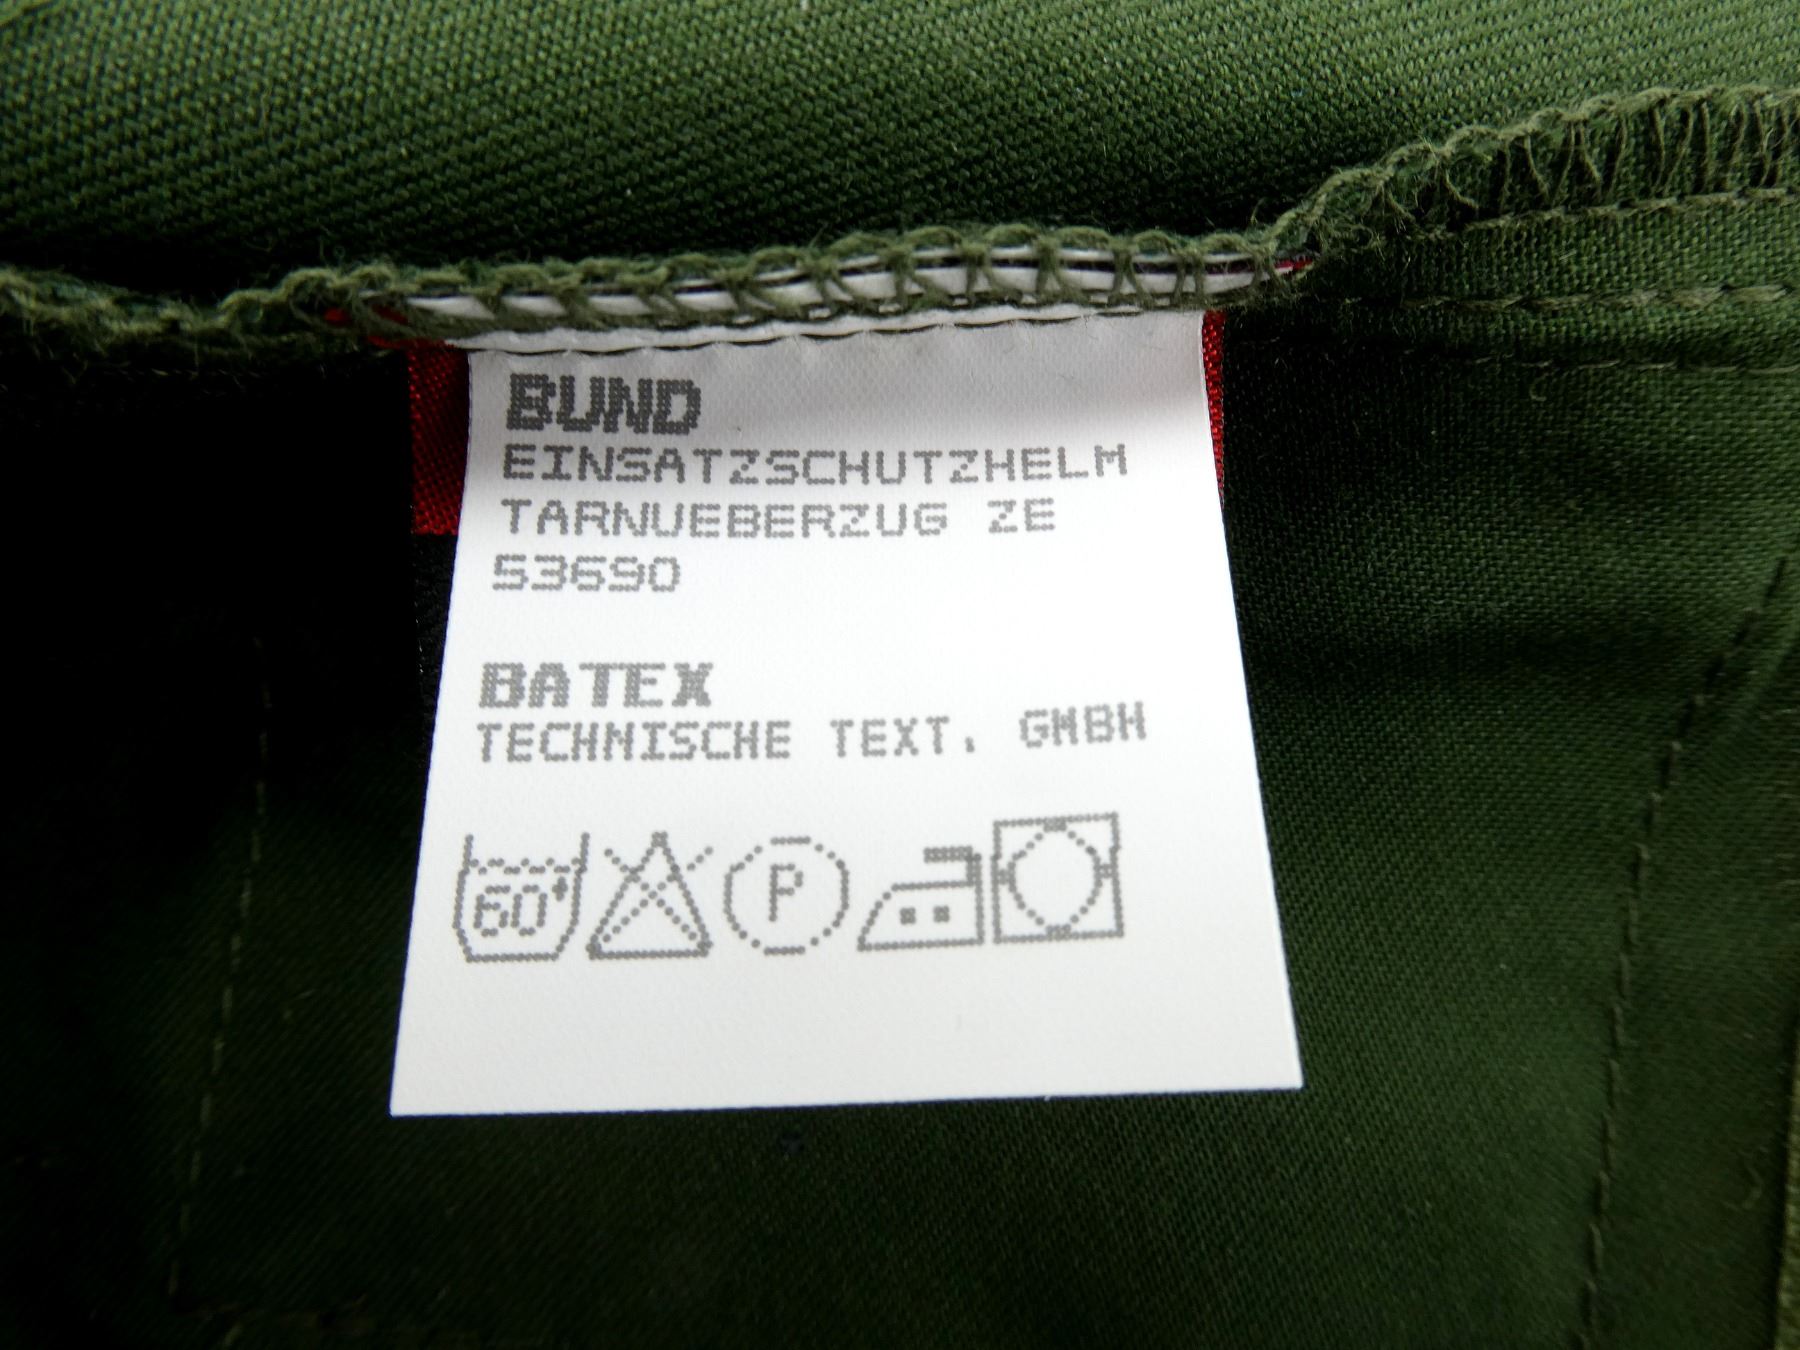 BUND
EINSATZSCHUTZHELM
TARNUEBERZUG ZE
53690
BATEX
TECHNISCHE TEXT. GMBH
60° P